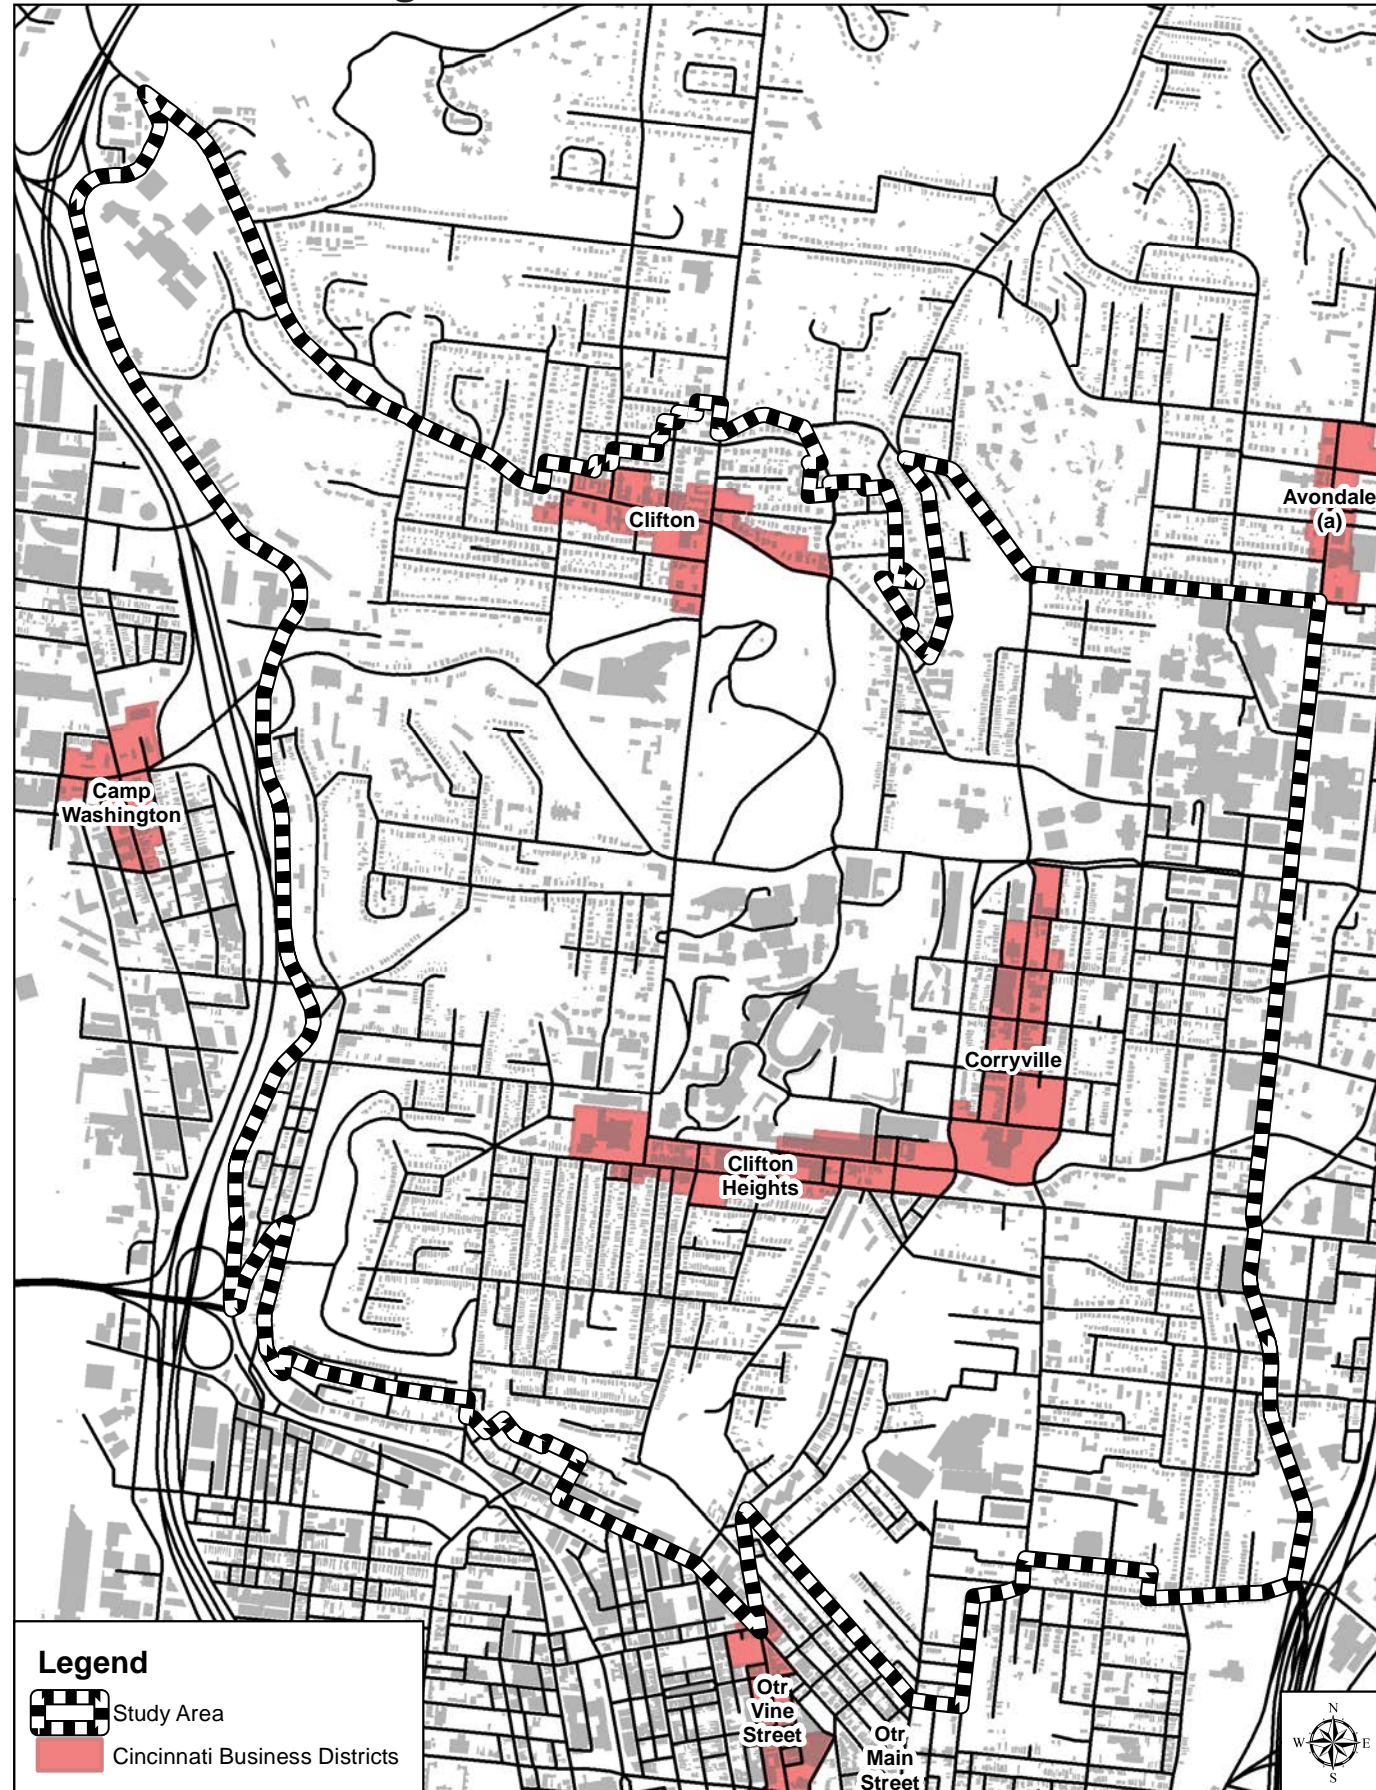 Avondale
(a)
Clifton
Camp
Washington
Corryville
Clifton
Heights
Otr
Vine
Street
Otr
Main
Street
Legend
Study Area
Cincinnati Business Districts
N
W
E
S